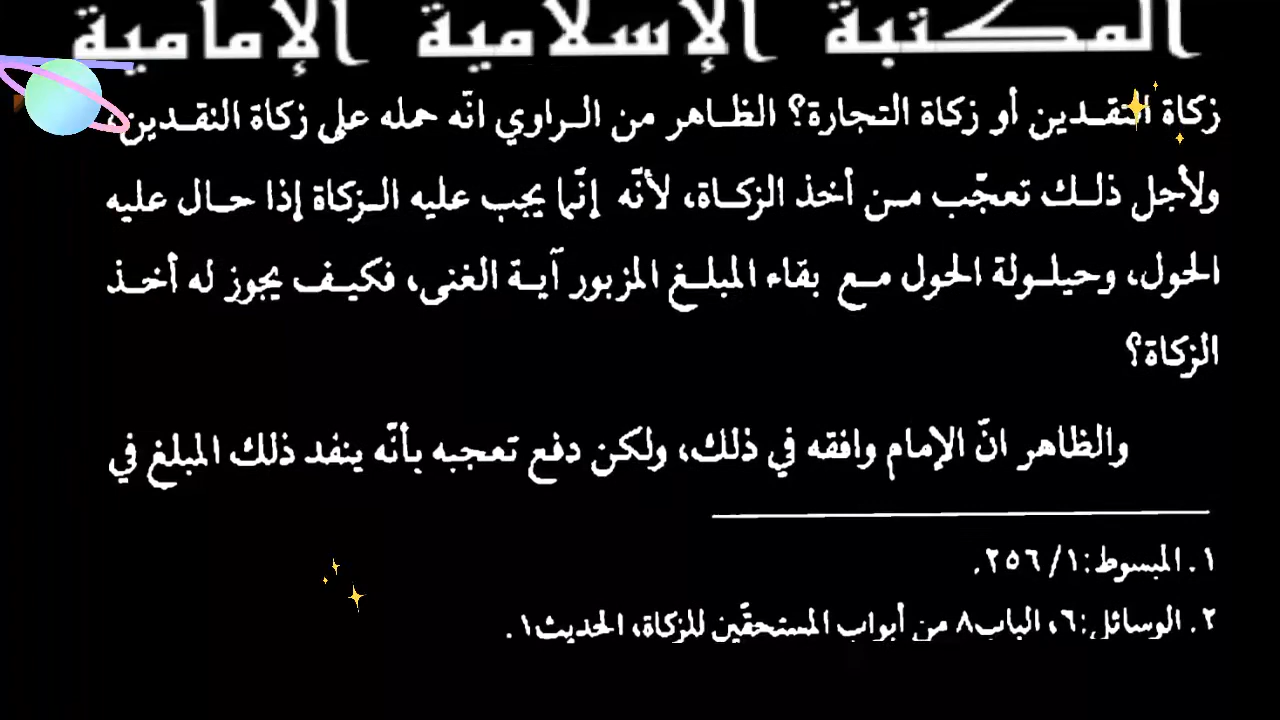 المكتبة الإسلامية الإمامية
زكاة النقدين أو زكاة التجارة؟ الظاهر من الراوي انّه حمله على زكاة النقدين،
ولأجل ذلك تعجّب من أخذ الزكاة، لأنّه إنّما يجب عليه الزكاة إذا حال عليه
الحول، وحيلولة الحول مع بقاء المبلغ المزبور آية الغنى، فكيف يجوز له أخذ
الزكاة؟
والظاهر انّ الإمام وافقه في ذلك، ولكن دفع تعجبه بأنّه ينفد ذلك المبلغ في
١. المبسوط:١/ ٢٥٦.
٢. الوسائل:٦، الباب٨ من أبواب المستحقّين للزكاة، الحديث١.